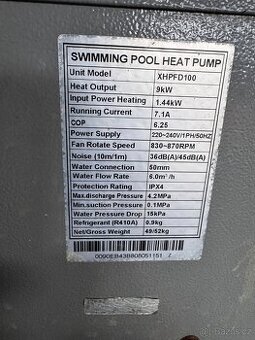 SWIMMING POOL HEAT PUMP
Unit Model XHPFD100
Heat Output 9kW
Input Power Heating 1.44kW
Running Current 7.1A
COP 6.25
Power Supply 220~240V/1PH/50HZ
Fan Rotate Speed 830~870RPM
Noise (10m/1m) 36dB(A)/45dB(A)
Water Connection 50mm
Water Flow Rate 6.0m³/h
Protection Rating IPX4
Max.discharge Pressure 4.2MPa
Min.suction Pressure 0.1MPa
Water Pressure Drop 15kPa
Refrigerant (R410A) 0.9kg
Net/Gross Weight 49/52kg